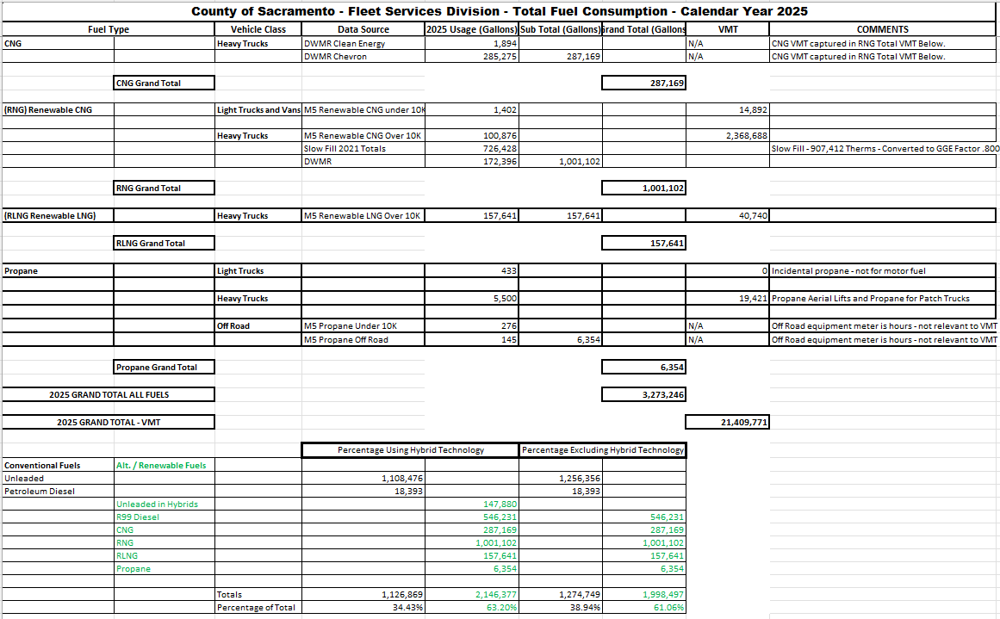 County of Sacramento - Fleet Services Division - Total Fuel Consumption - Calendar Year 2025
Fuel Type Vehicle Class Data Source 2025 Usage (Gallons) Sub Total (Gallons) Grand Total (Gallons VMT COMMENTS
CNG Heavy Trucks DWMR Clean Energy 1,894 N/A CNG VMT captured in RNG Total VMT Below.
DWMR Chevron 285,275 287,169 N/A CNG VMT captured in RNG Total VMT Below.
CNG Grand Total 287,169
(RNG) Renewable CNG Light Trucks and Vans M5 Renewable CNG under 10K 1,402 14,892
Heavy Trucks M5 Renewable CNG Over 10K 100,876 2,368,688
Slow Fill 2021 Totals 726,428 Slow Fill - 907,412 Therms - Converted to GGE Factor .800
DWMR 172,396 1,001,102
RNG Grand Total 1,001,102
(RLNG Renewable LNG) Heavy Trucks M5 Renewable LNG Over 10K 157,641 157,641 40,740
RLNG Grand Total 157,641
Propane Light Trucks 433 0 Incidental propane - not for motor fuel
Heavy Trucks 5,500 19,421 Propane Aerial Lifts and Propane for Patch Trucks
Off Road M5 Propane Under 10K 276 N/A Off Road equipment meter is hours - not relevant to VMT
M5 Propane Off Road 145 6,354 N/A Off Road equipment meter is hours - not relevant to VMT
Propane Grand Total 6,354
2025 GRAND TOTAL ALL FUELS 3,273,246
2025 GRAND TOTAL - VMT 21,409,771
Percentage Using Hybrid Technology Percentage Excluding Hybrid Technology
Conventional Fuels Alt. / Renewable Fuels
Unleaded 1,108,476 1,256,356
Petroleum Diesel 18,393 18,393
Unleaded in Hybrids 147,880
R99 Diesel 546,231 546,231
CNG 287,169 287,169
RNG 1,001,102 1,001,102
RLNG 157,641 157,641
Propane 6,354 6,354
Totals 1,126,869 2,146,377 1,274,749 1,998,497
Percentage of Total 34.43% 63.20% 38.94% 61.06%